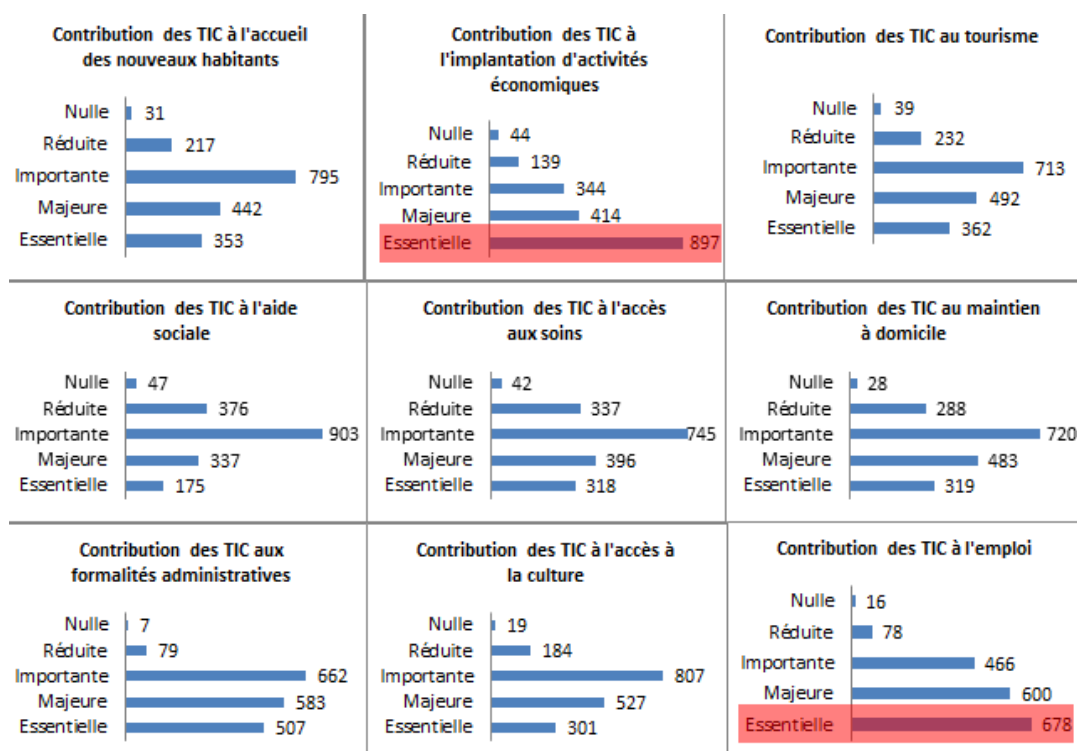 Contribution des TIC à l'accueil
des nouveaux habitants
Nulle 31
Réduite 217
Importante 795
Majeure 442
Essentielle 353
Contribution des TIC à
l'implantation d'activités
économiques
Nulle 44
Réduite 139
Importante 344
Majeure 414
Essentielle 897
Contribution des TIC au tourisme
Nulle 39
Réduite 232
Importante 713
Majeure 492
Essentielle 362
Contribution des TIC à l'aide
sociale
Nulle 47
Réduite 376
Importante 903
Majeure 337
Essentielle 175
Contribution des TIC à l'accès
aux soins
Nulle 42
Réduite 337
Importante 745
Majeure 396
Essentielle 318
Contribution des TIC au maintien
à domicile
Nulle 28
Réduite 288
Importante 720
Majeure 483
Essentielle 319
Contribution des TIC aux
formalités administratives
Nulle 7
Réduite 79
Importante 662
Majeure 583
Essentielle 507
Contribution des TIC à l'accès à
la culture
Nulle 19
Réduite 184
Importante 807
Majeure 527
Essentielle 301
Contribution des TIC à l'emploi
Nulle 16
Réduite 78
Importante 466
Majeure 600
Essentielle 678